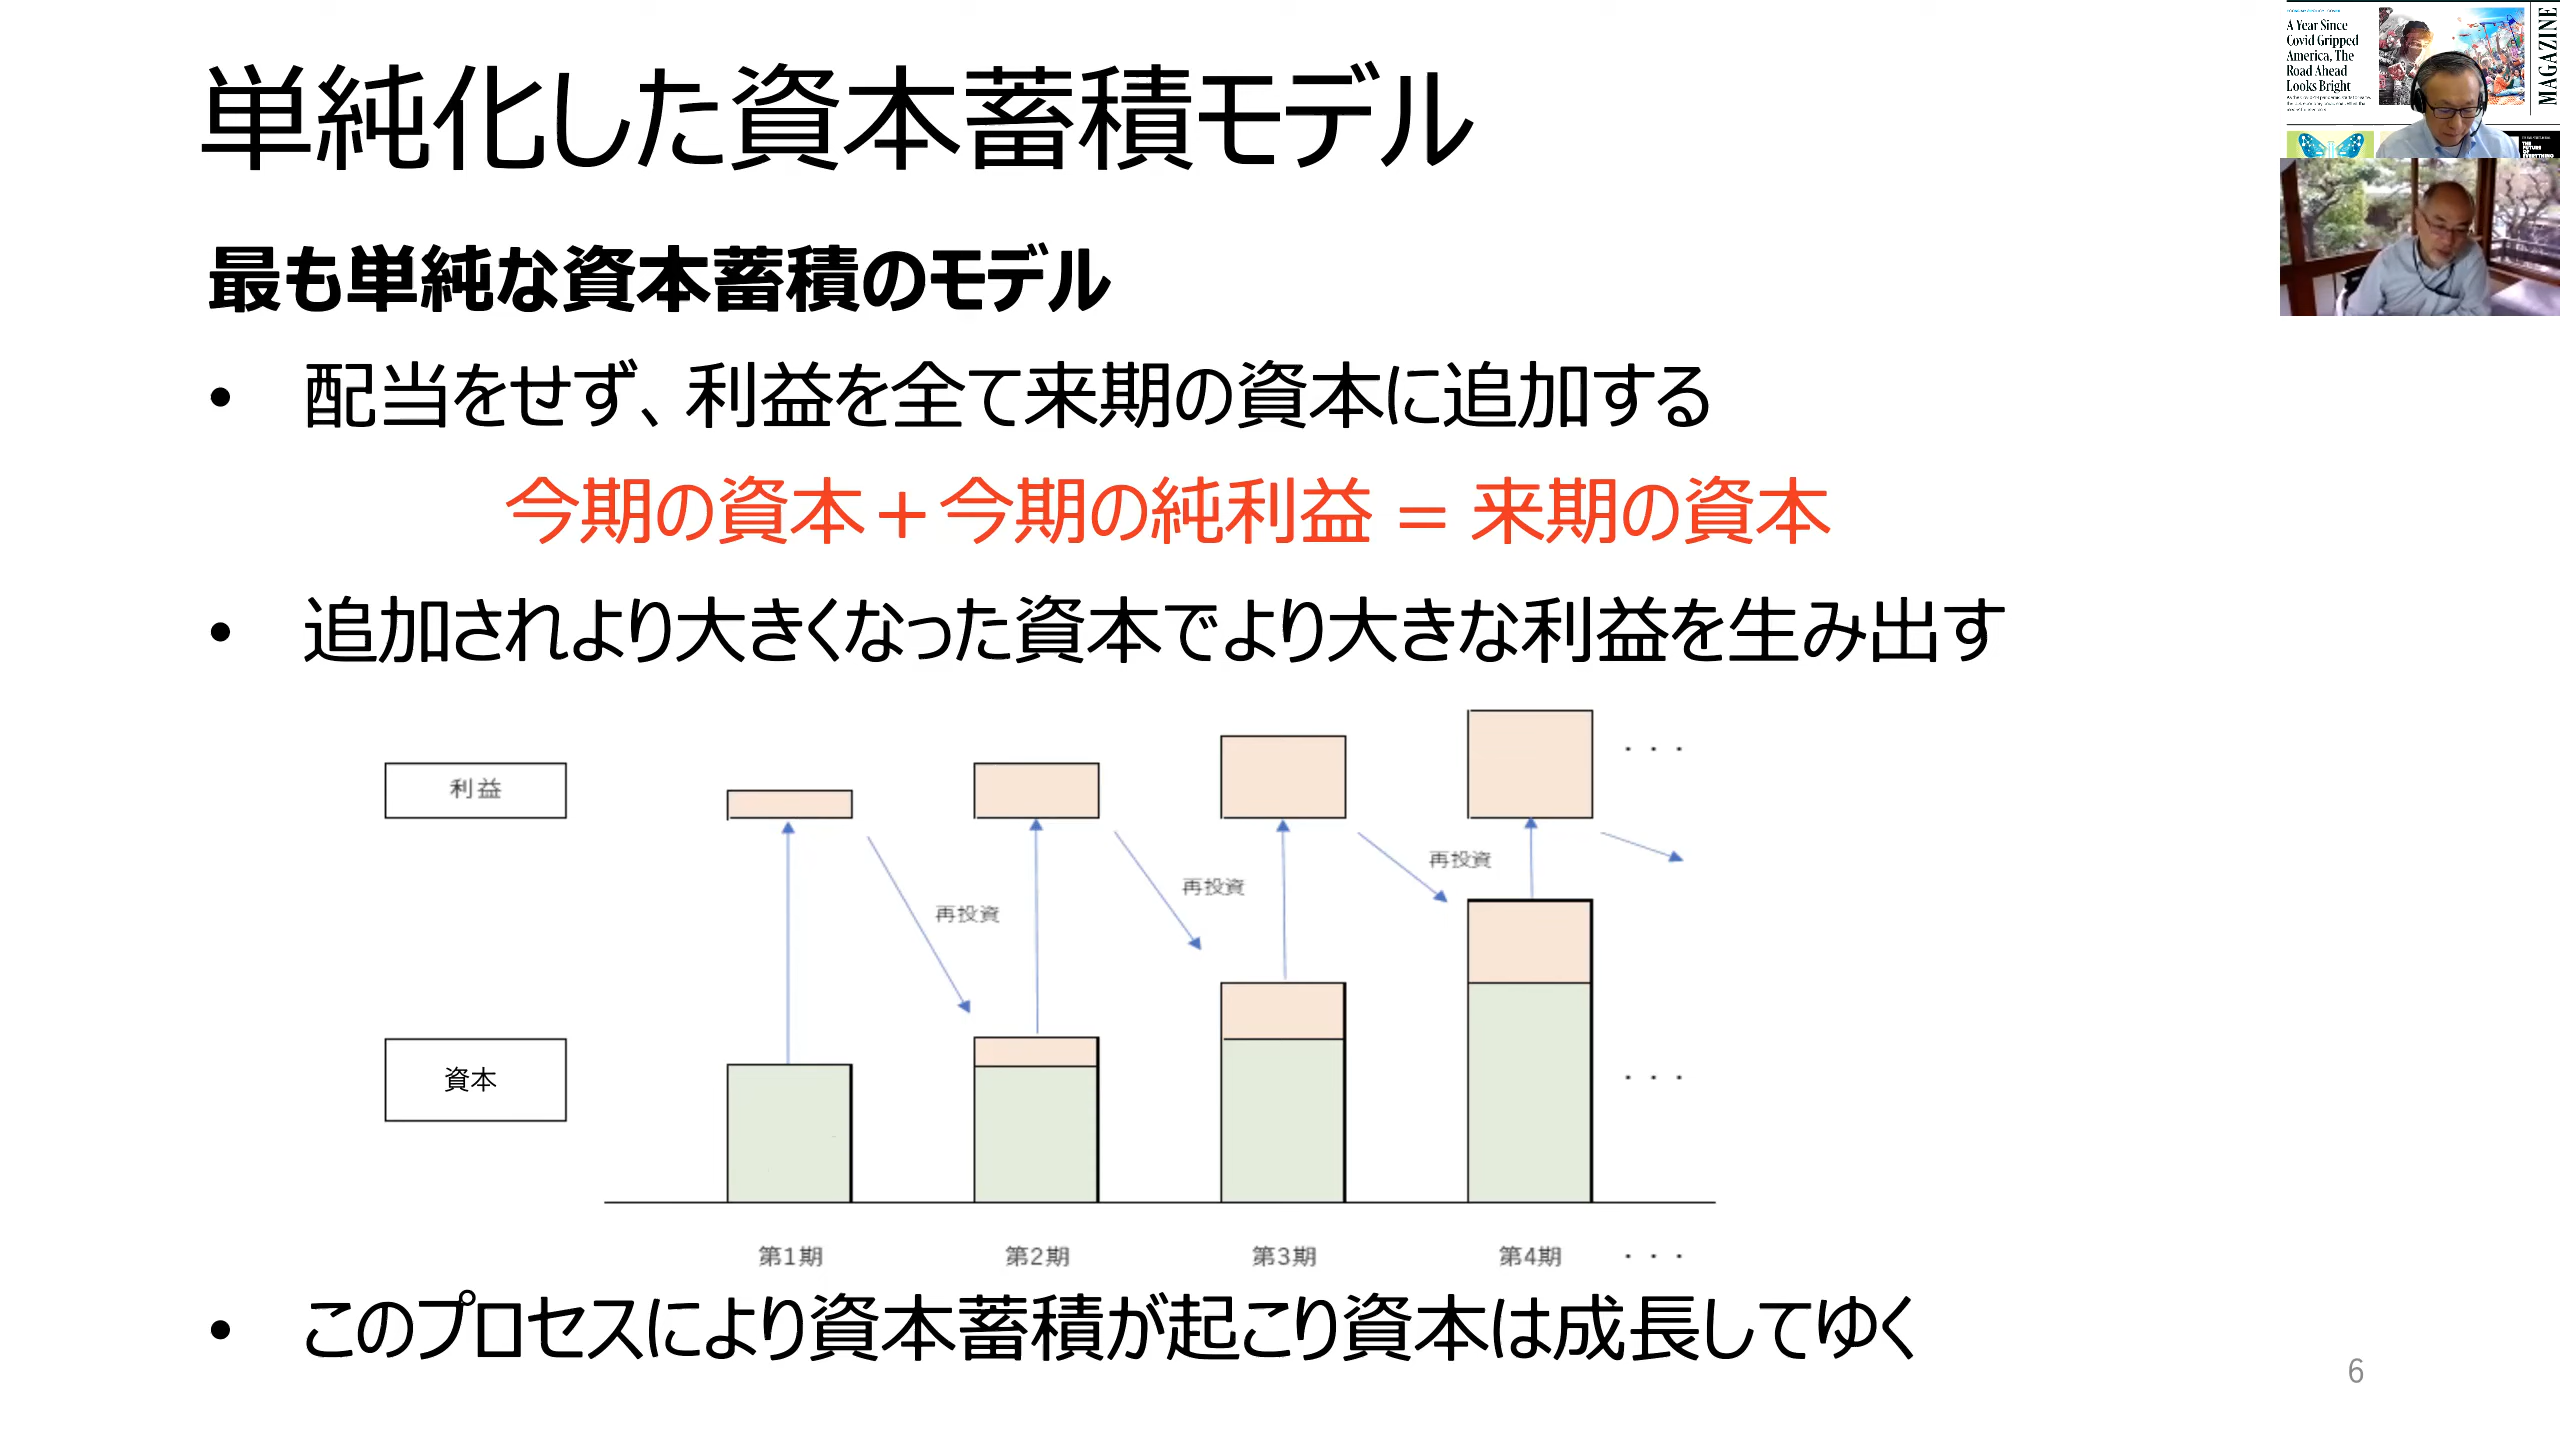 単純化した資本蓄積モデル
最も単純な資本蓄積のモデル
• 配当をせず、利益を全て来期の資本に追加する
今期の資本＋今期の純利益 ＝ 来期の資本
• 追加されより大きくなった資本でより大きな利益を生み出す
利益
・・・
再投資
再投資
再投資
資本
・・・
第1期 第2期 第3期 第4期 ・・・
• このプロセスにより資本蓄積が起こり資本は成長してゆく
6
A Year Since
Covid Gripped
America, The
Road Ahead
Looks Bright
MAGAZINE
THE
FUTURE
OF
EVERYTHING